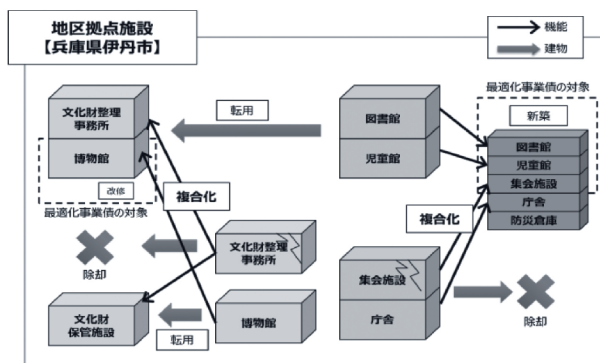 地区拠点施設
【兵庫県伊丹市】
機能
建物
最適化事業債の対象
新築
文化財整理
事務所
博物館
改修
最適化事業債の対象
転用
図書館
児童館
図書館
児童館
集会施設
庁舎
防災倉庫
複合化
複合化
除却
文化財整理
事務所
集会施設
庁舎
除却
文化財
保管施設
転用
博物館